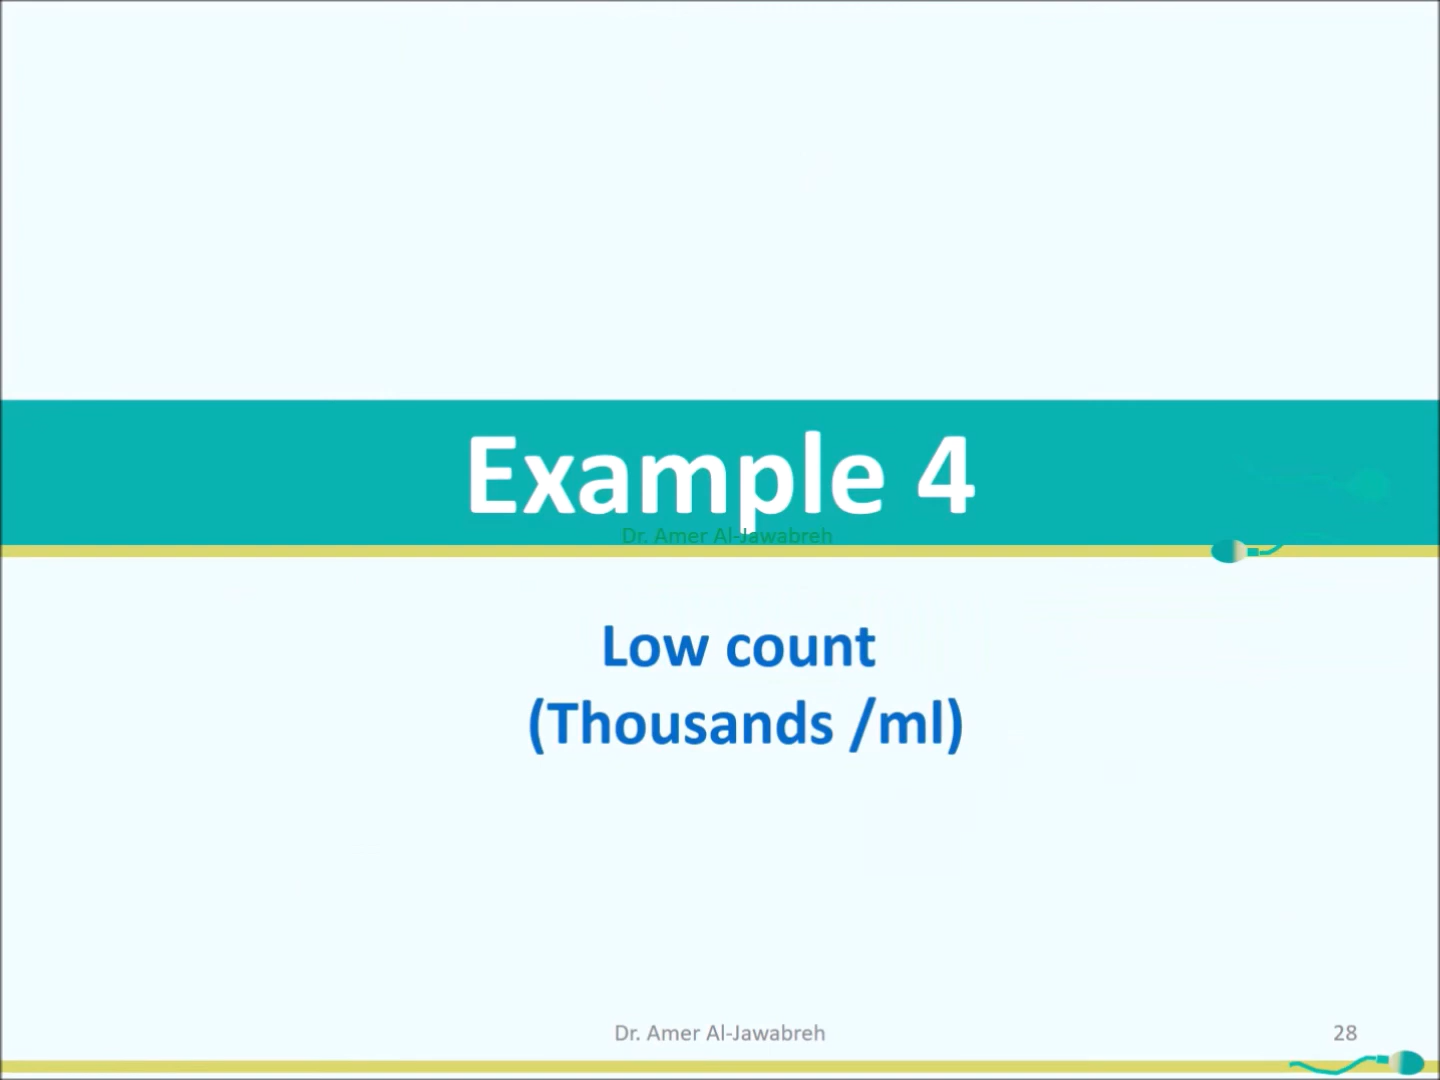 Example 4
Dr. Amer Al-Jawabreh
Low count
(Thousands /ml)
Dr. Amer Al-Jawabreh
28